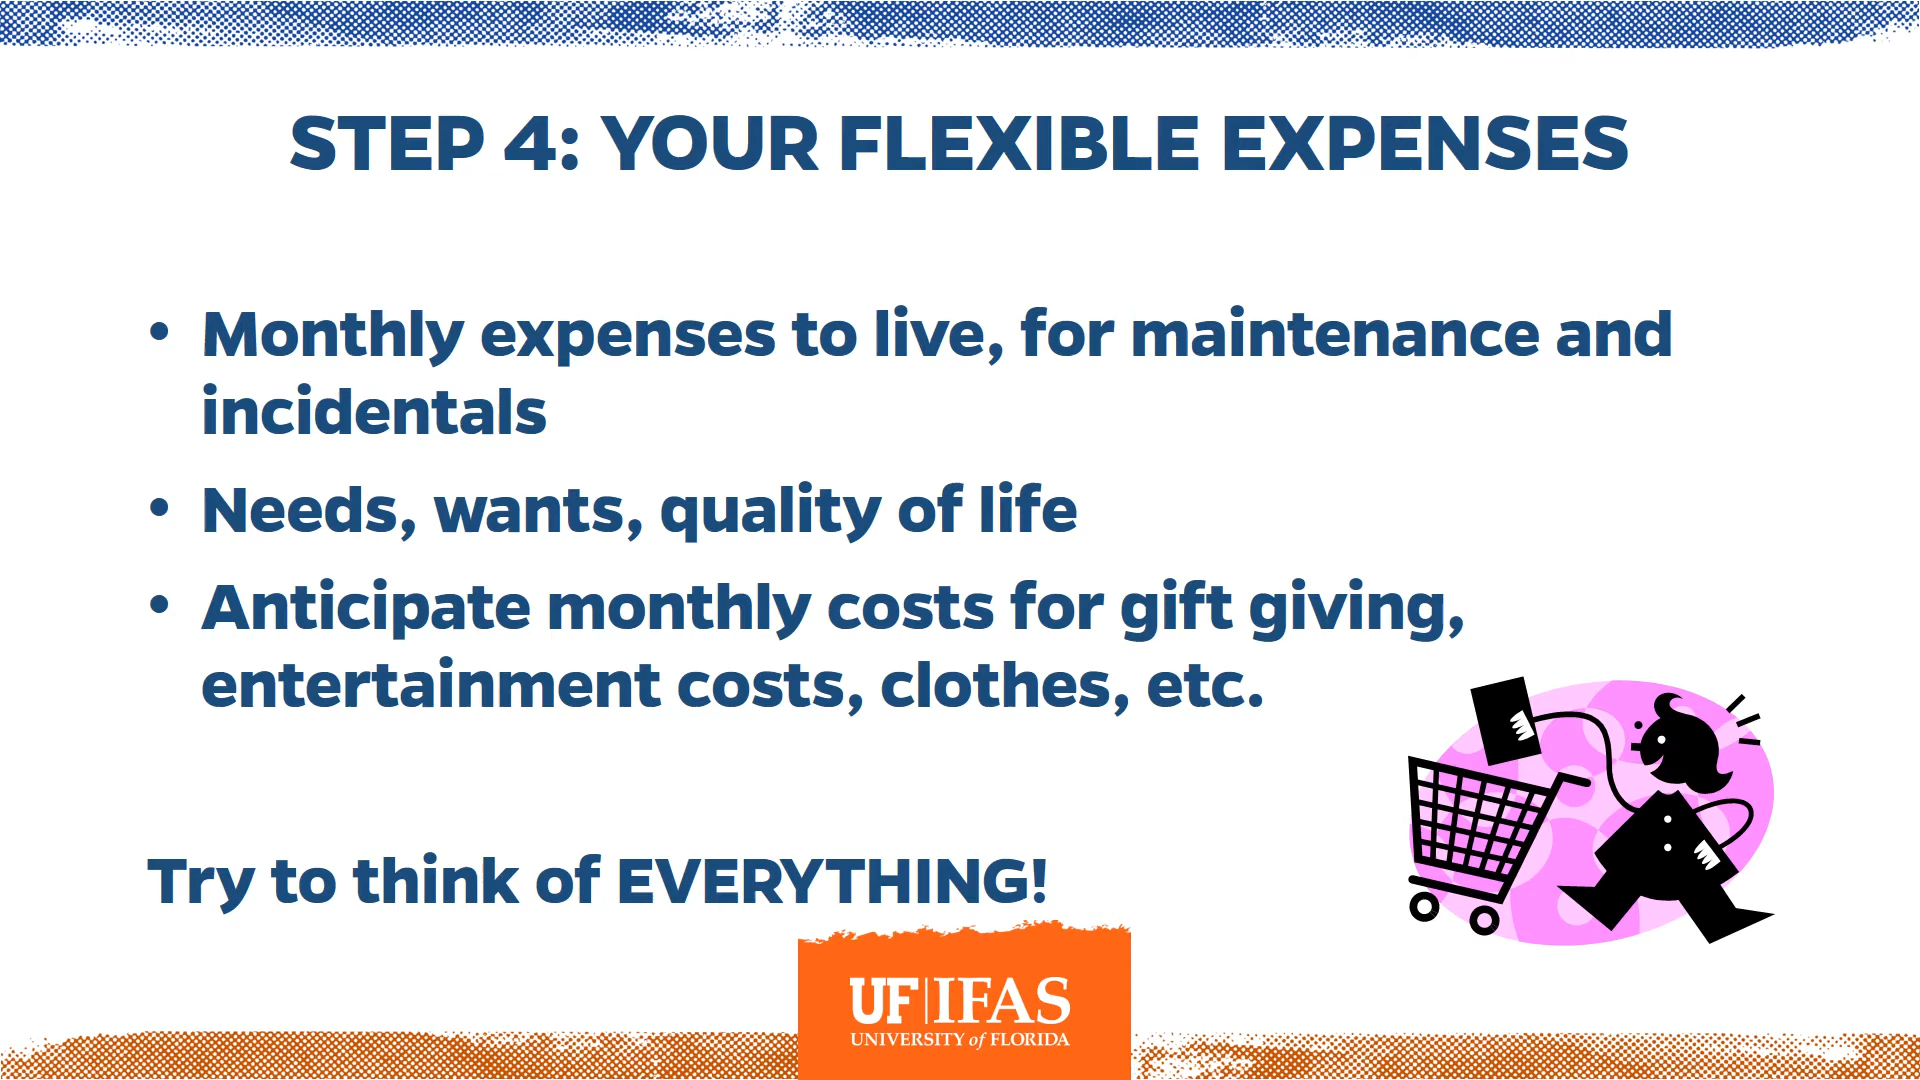 STEP 4: YOUR FLEXIBLE EXPENSES
• Monthly expenses to live, for maintenance and
incidentals
• Needs, wants, quality of life
• Anticipate monthly costs for gift giving,
entertainment costs, clothes, etc.
Try to think of EVERYTHING!
UF|IFAS
UNIVERSITY of FLORIDA